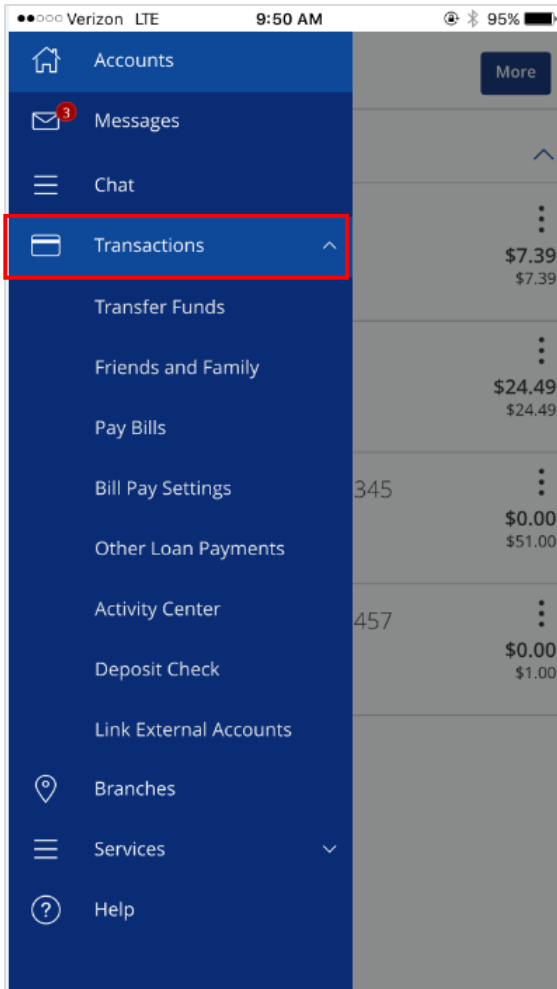 Verizon LTE 9:50 AM 95%
Accounts
More
3
Messages
Chat
Transactions
$7.39
$7.39
Transfer Funds
Friends and Family
$24.49
$24.49
Pay Bills
Bill Pay Settings
345
$0.00
$51.00
Other Loan Payments
Activity Center
457
$0.00
$1.00
Deposit Check
Link External Accounts
Branches
Services
? Help